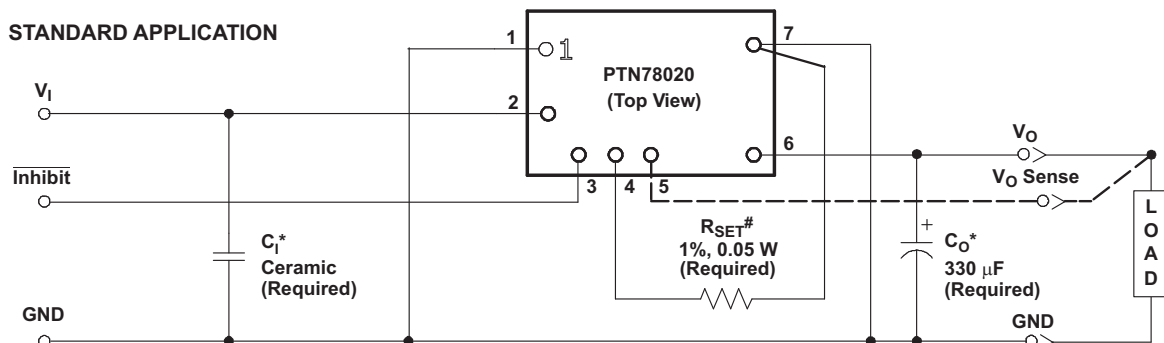 STANDARD APPLICATION
1
1
7
PTN78020
(Top View)
VI
2
6
VO
Inhibit
3
4
5
VO Sense
RSET#
1%, 0.05 W
(Required)
CI*
Ceramic
(Required)
+
CO*
330 μF
(Required)
LOAD
GND
GND